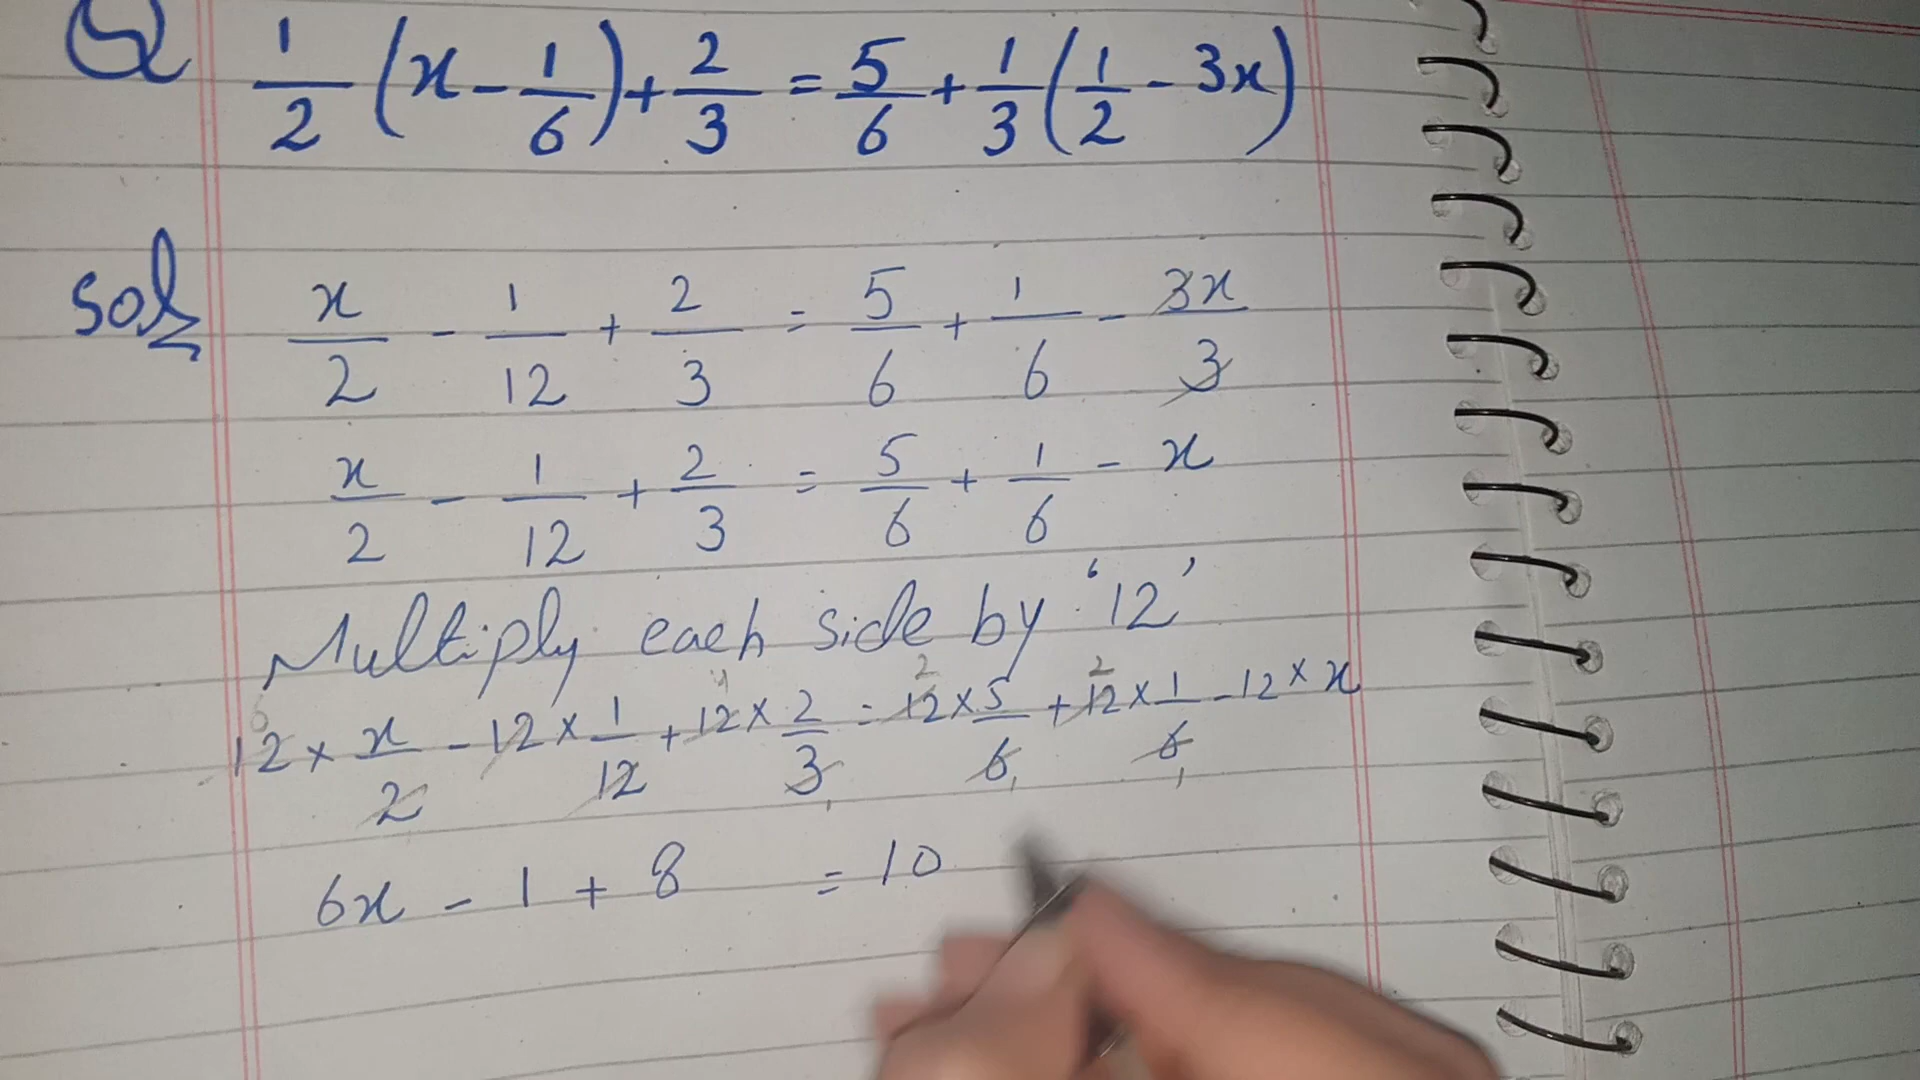 Q 1/2 (x - 1/6) + 2/3 = 5/6 + 1/3 (1/2 - 3x)
Sol x/2 - 1/12 + 2/3 = 5/6 + 1/6 - 3x/3
x/2 - 1/12 + 2/3 = 5/6 + 1/6 - x
Multiply each side by '12'
12 × x/2 - 12 × 1/12 + 12 × 2/3 = 12 × 5/6 + 12 × 1/6 - 12 × x
6x - 1 + 8 = 10